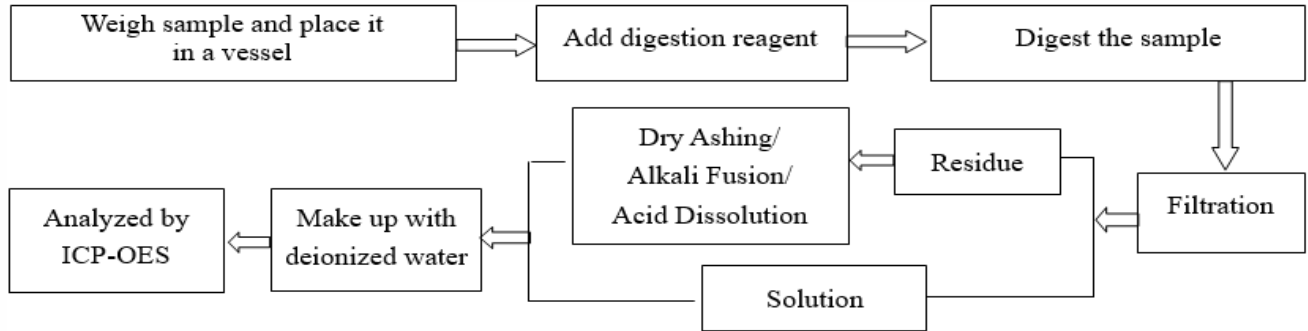 Weigh sample and place it
in a vessel
Add digestion reagent
Digest the sample
Filtration
Residue
Dry Ashing/
Alkali Fusion/
Acid Dissolution
Solution
Make up with
deionized water
Analyzed by
ICP-OES